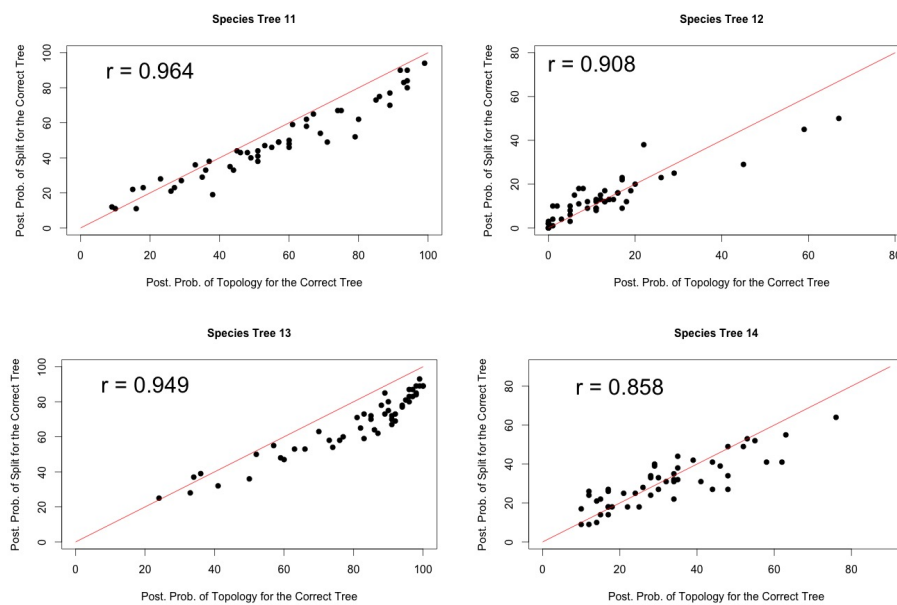 Species Tree 11
Species Tree 12
r = 0.964
r = 0.908
Post. Prob. of Split for the Correct Tree
0 20 40 60 80 100
0 20 40 60 80 100
Post. Prob. of Topology for the Correct Tree
Post. Prob. of Split for the Correct Tree
0 20 40 60 80
0 20 40 60 80
Post. Prob. of Topology for the Correct Tree
Species Tree 13
Species Tree 14
r = 0.949
r = 0.858
Post. Prob. of Split for the Correct Tree
0 20 40 60 80 100
0 20 40 60 80 100
Post. Prob. of Topology for the Correct Tree
Post. Prob. of Split for the Correct Tree
0 20 40 60 80
0 20 40 60 80
Post. Prob. of Topology for the Correct Tree